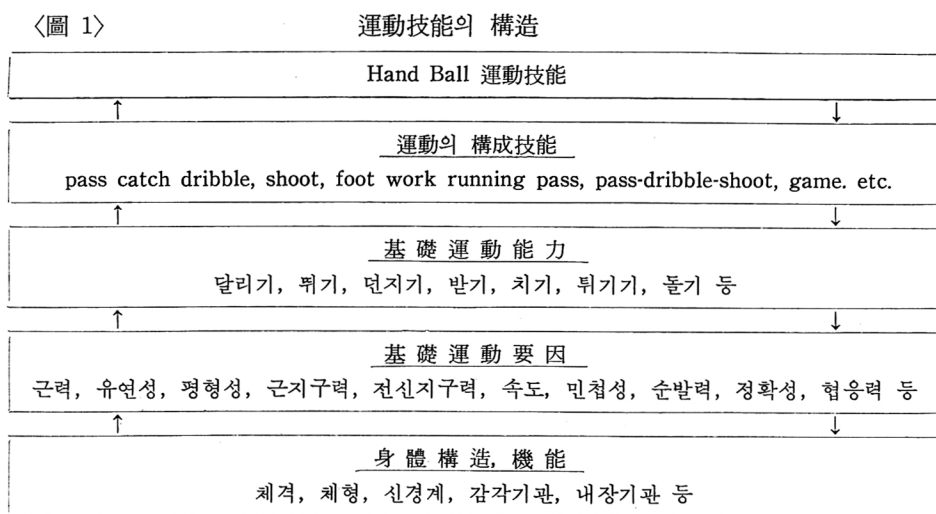 〈圖 1〉 運動技能의 構造
Hand Ball 運動技能
↑ ↓
運動의 構成技能
pass catch dribble, shoot, foot work running pass, pass-dribble-shoot, game. etc.
↑ ↓
基礎運動能力
달리기, 뛰기, 던지기, 받기, 치기, 튀기기, 돌기 등
↑ ↓
基礎運動要因
근력, 유연성, 평형성, 근지구력, 전신지구력, 속도, 민첩성, 순발력, 정확성, 협응력 등
↑ ↓
身體構造, 機能
체격, 체형, 신경계, 감각기관, 내장기관 등